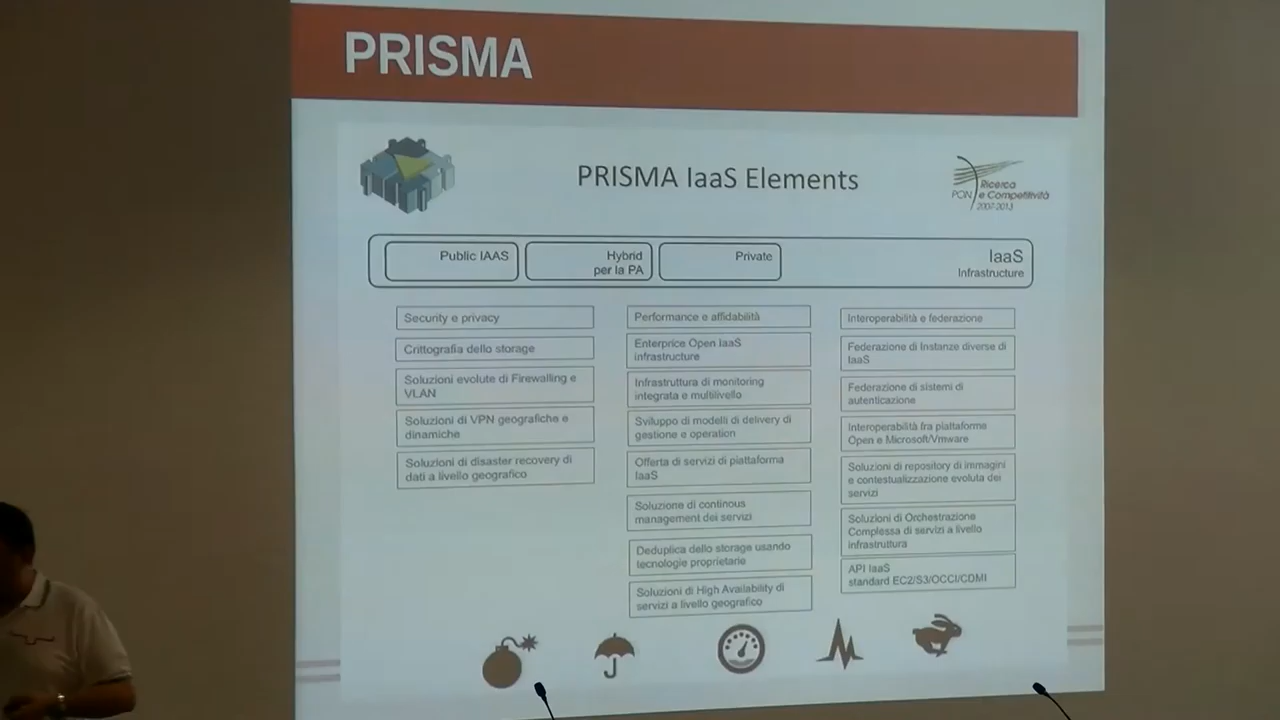 PRISMA
PRISMA IaaS Elements
PON
Ricerca
e Competitività
2007-2013
Public IAAS
Hybrid
per la PA
Private
IaaS
Infrastructure
Security e privacy
Crittografia dello storage
Soluzioni evolute di Firewalling e
VLAN
Soluzioni di VPN geografiche e
dinamiche
Soluzioni di disaster recovery di
dati a livello geografico
Performance e affidabilità
Enterprice Open IaaS
infrastructure
Infrastruttura di monitoring
integrata e multilivello
Sviluppo di modelli di delivery di
gestione e operation
Offerta di servizi di piattaforma
IaaS
Soluzione di continous
management dei servizi
Deduplica dello storage usando
tecnologie proprietarie
Soluzioni di High Availability di
servizi a livello geografico
Interoperabilità e federazione
Federazione di Instanze diverse di
IaaS
Federazione di sistemi di
autenticazione
Interoperabilità fra piattaforme
Open e Microsoft/Vmware
Soluzioni di repository di immagini
e contestualizzazione evoluta dei
servizi
Soluzioni di Orchestrazione
Complessa di servizi a livello
infrastruttura
API IaaS
standard EC2/S3/OCCI/CDMI